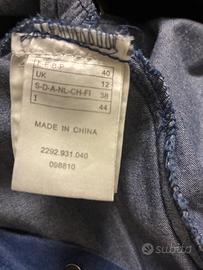 F-E-B-P 40
UK 12
S-D-A-NL-CH-FI 38
I 44
MADE IN CHINA
2292.931.040
098810
subito